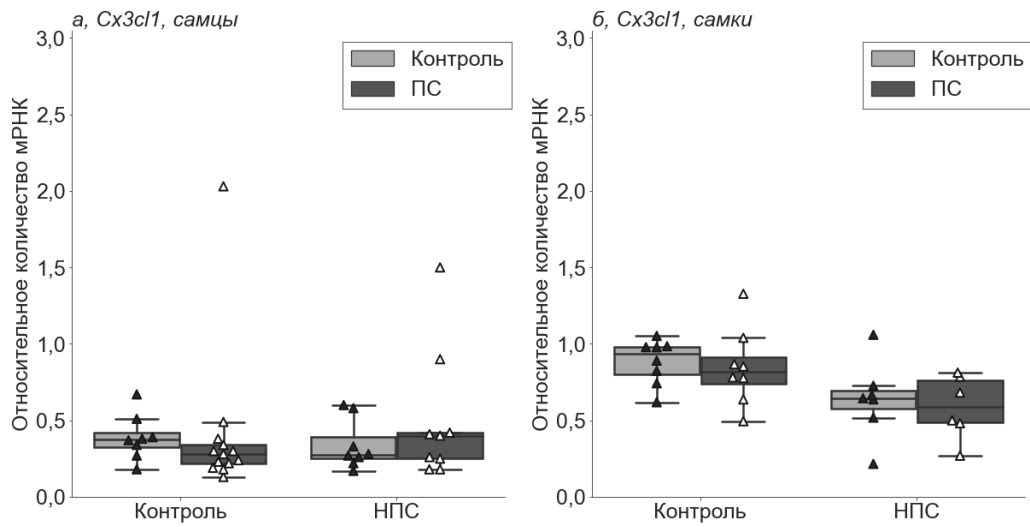 а, Cx3cl1, самцы
3,0
2,5
2,0
1,5
1,0
0,5
0,0
Относительное количество мРНК
Контроль
ПС
Контроль
НПС
б, Cx3cl1, самки
3,0
2,5
2,0
1,5
1,0
0,5
0,0
Относительное количество мРНК
Контроль
ПС
Контроль
НПС